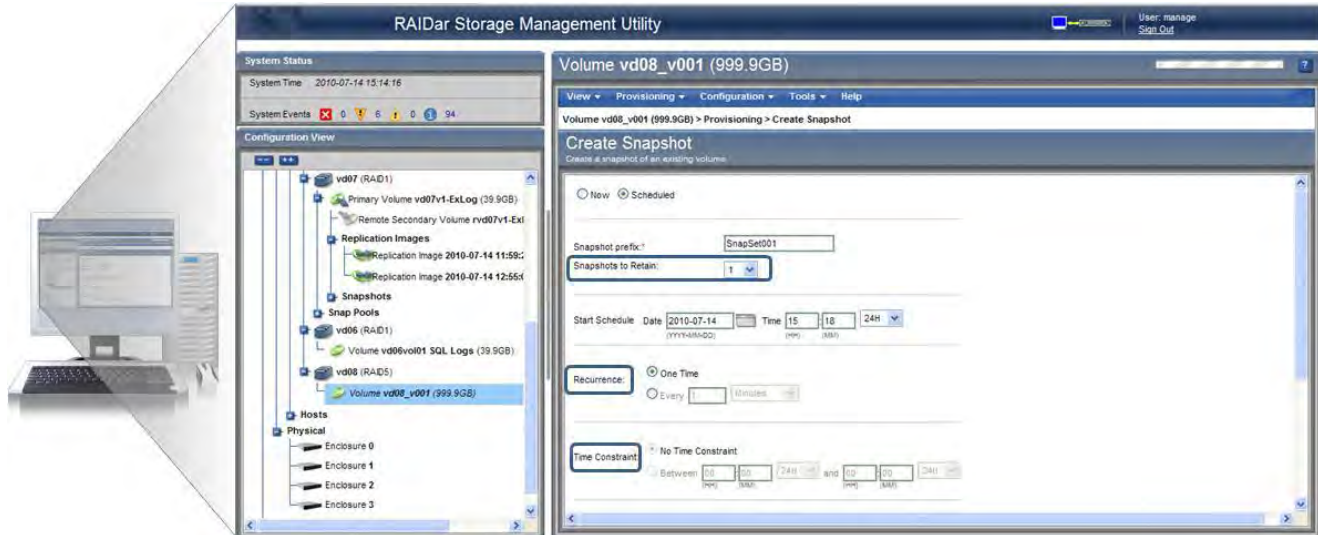 RAIDar Storage Management Utility
User: manage
Sign Out
System Status
System Time 2010-07-14 15:14:16
System Events 0 6 0 94
Configuration View
vd07 (RAID1)
Primary Volume vd07v1-ExLog (39.9GB)
Remote Secondary Volume rvd07v1-Exl
Replication Images
Replication Image 2010-07-14 11:59:2
Replication Image 2010-07-14 12:55:0
Snapshots
Snap Pools
vd06 (RAID1)
Volume vd06vol01 SQL Logs (39.9GB)
vd08 (RAID5)
Volume vd08_v001 (999.9GB)
Hosts
Physical
Enclosure 0
Enclosure 1
Enclosure 2
Enclosure 3
Volume vd08_v001 (999.9GB)
?
View Provisioning Configuration Tools Help
Volume vd08_v001 (999.9GB) > Provisioning > Create Snapshot
Create Snapshot
Create a snapshot of an existing volume
Now Scheduled
Snapshot prefix:* SnapSet001
Snapshots to Retain: 1
Start Schedule Date 2010-07-14 Time 15 : 18 24H
(YYYY-MM-DD) (HH) (MM)
Recurrence: One Time
Every 1 Minutes
Time Constraint: No Time Constraint
Between 00 : 00 24H and 00 : 00 24H
(HH) (MM) (HH) (MM)